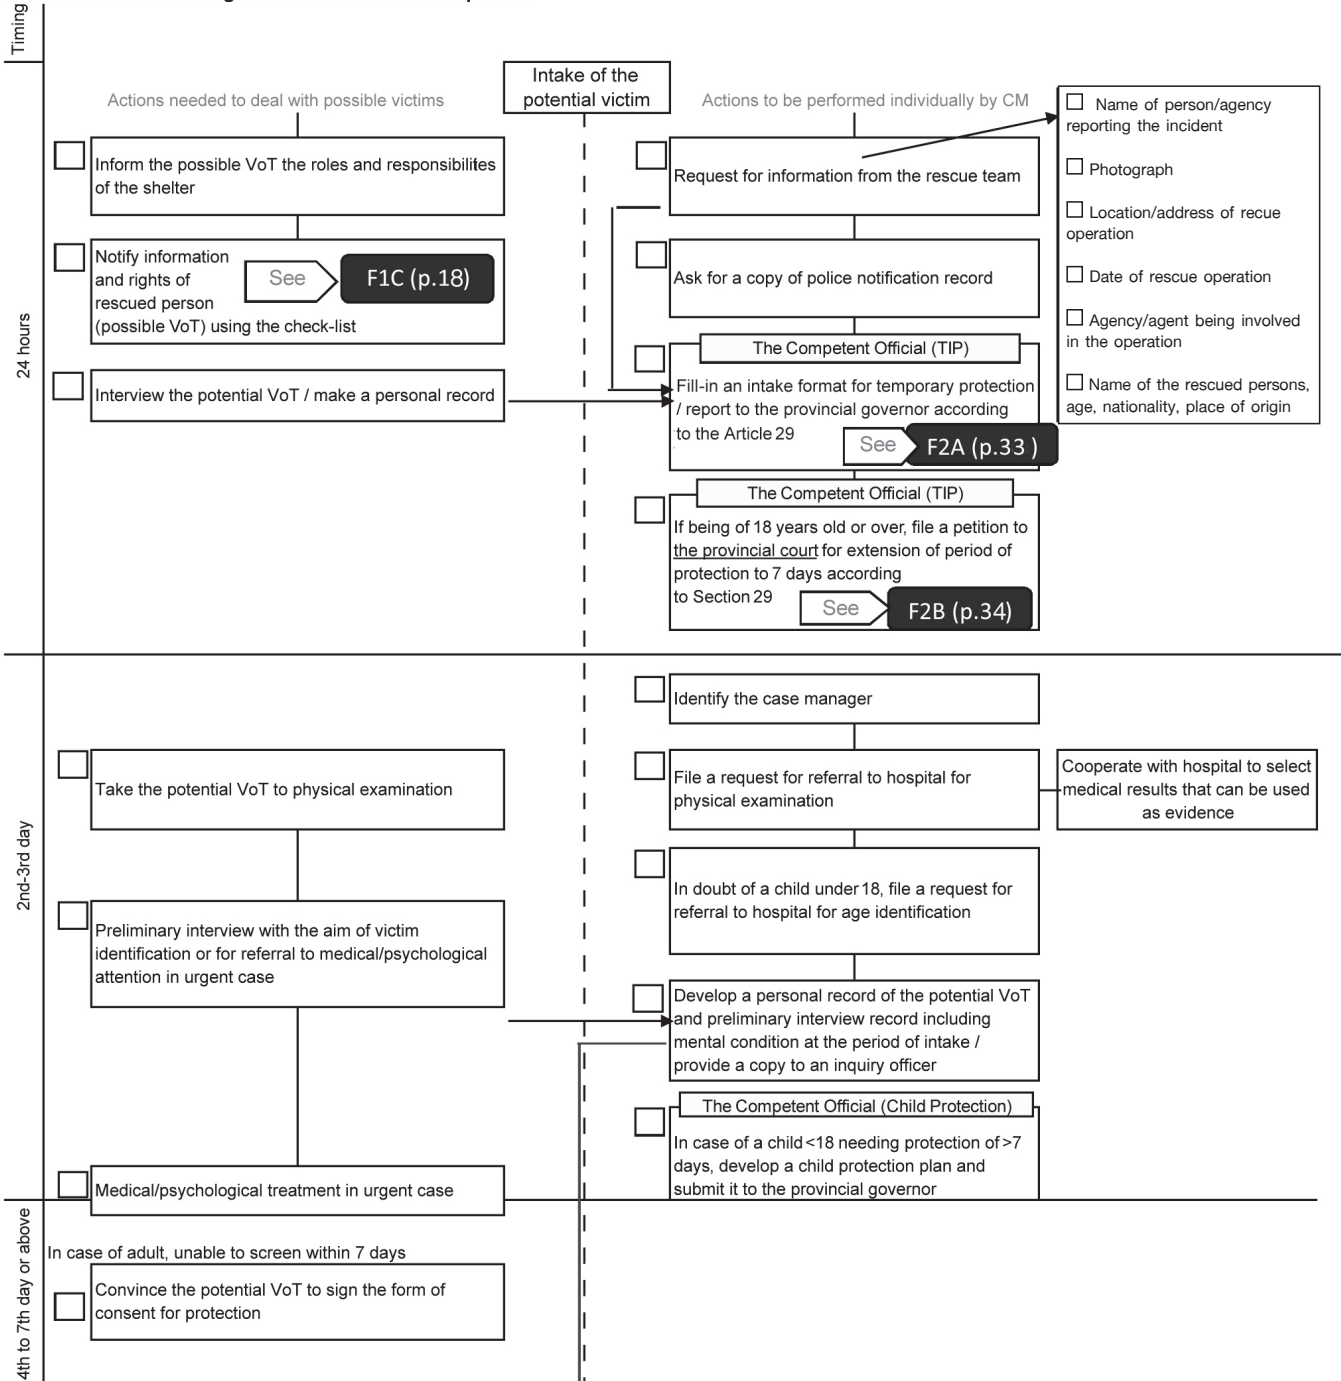 Timing
Intake of the
potential victim
Actions needed to deal with possible victims
Actions to be performed individually by CM
24 hours
Inform the possible VoT the roles and responsibilites
of the shelter
Notify information
and rights of
rescued person
(possible VoT) using the check-list
See
F1C (p.18)
Interview the potential VoT / make a personal record
Request for information from the rescue team
Name of person/agency
reporting the incident
Photograph
Location/address of recue
operation
Date of rescue operation
Agency/agent being involved
in the operation
Name of the rescued persons,
age, nationality, place of origin
Ask for a copy of police notification record
The Competent Official (TIP)
Fill-in an intake format for temporary protection
/ report to the provincial governor according
to the Article 29
See
F2A (p.33 )
The Competent Official (TIP)
If being of 18 years old or over, file a petition to
the provincial court for extension of period of
protection to 7 days according
to Section 29
See
F2B (p.34)
2nd-3rd day
Take the potential VoT to physical examination
Preliminary interview with the aim of victim
identification or for referral to medical/psychological
attention in urgent case
Medical/psychological treatment in urgent case
Identify the case manager
File a request for referral to hospital for
physical examination
Cooperate with hospital to select
medical results that can be used
as evidence
In doubt of a child under 18, file a request for
referral to hospital for age identification
Develop a personal record of the potential VoT
and preliminary interview record including
mental condition at the period of intake /
provide a copy to an inquiry officer
The Competent Official (Child Protection)
In case of a child <18 needing protection of >7
days, develop a child protection plan and
submit it to the provincial governor
4th to 7th day or above
In case of adult, unable to screen within 7 days
Convince the potential VoT to sign the form of
consent for protection